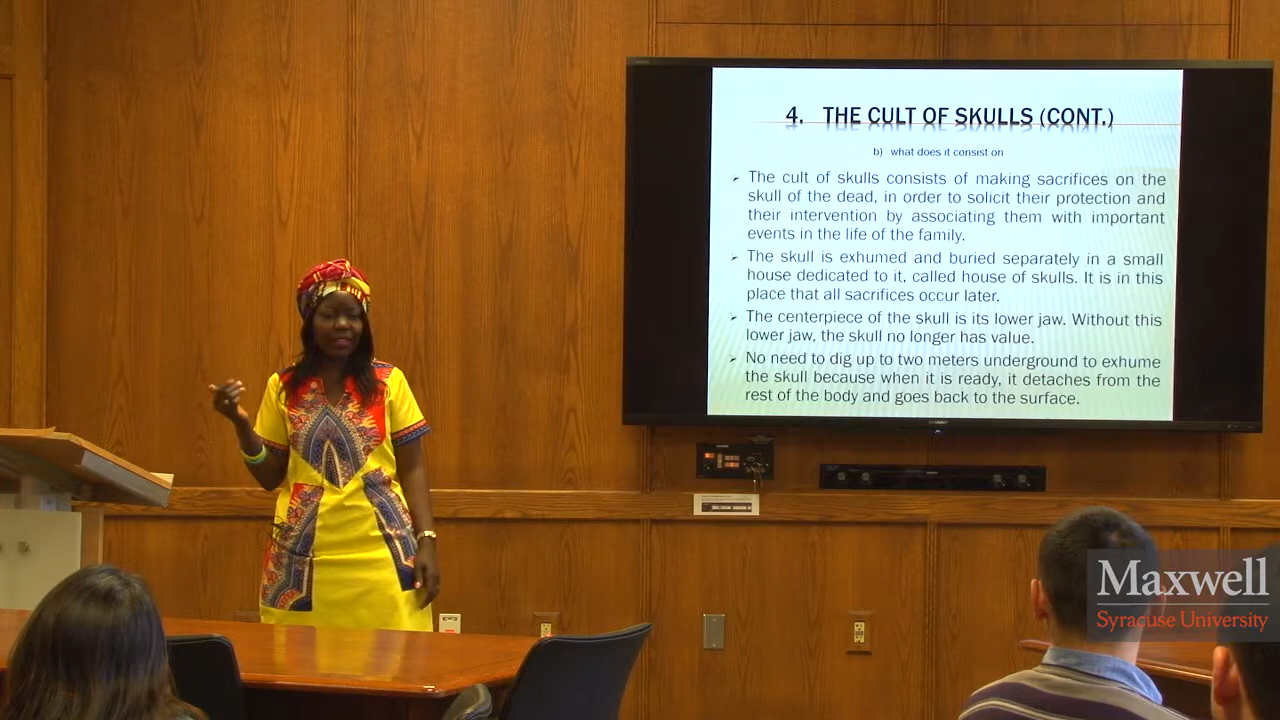 4. THE CULT OF SKULLS (CONT.)
b) what does it consist on
The cult of skulls consists of making sacrifices on the
skull of the dead, in order to solicit their protection and
their intervention by associating them with important
events in the life of the family.
The skull is exhumed and buried separately in a small
house dedicated to it, called house of skulls. It is in this
place that all sacrifices occur later.
The centerpiece of the skull is its lower jaw. Without this
lower jaw, the skull no longer has value.
No need to dig up to two meters underground to exhume
the skull because when it is ready, it detaches from the
rest of the body and goes back to the surface.
Maxwell
Syracuse University